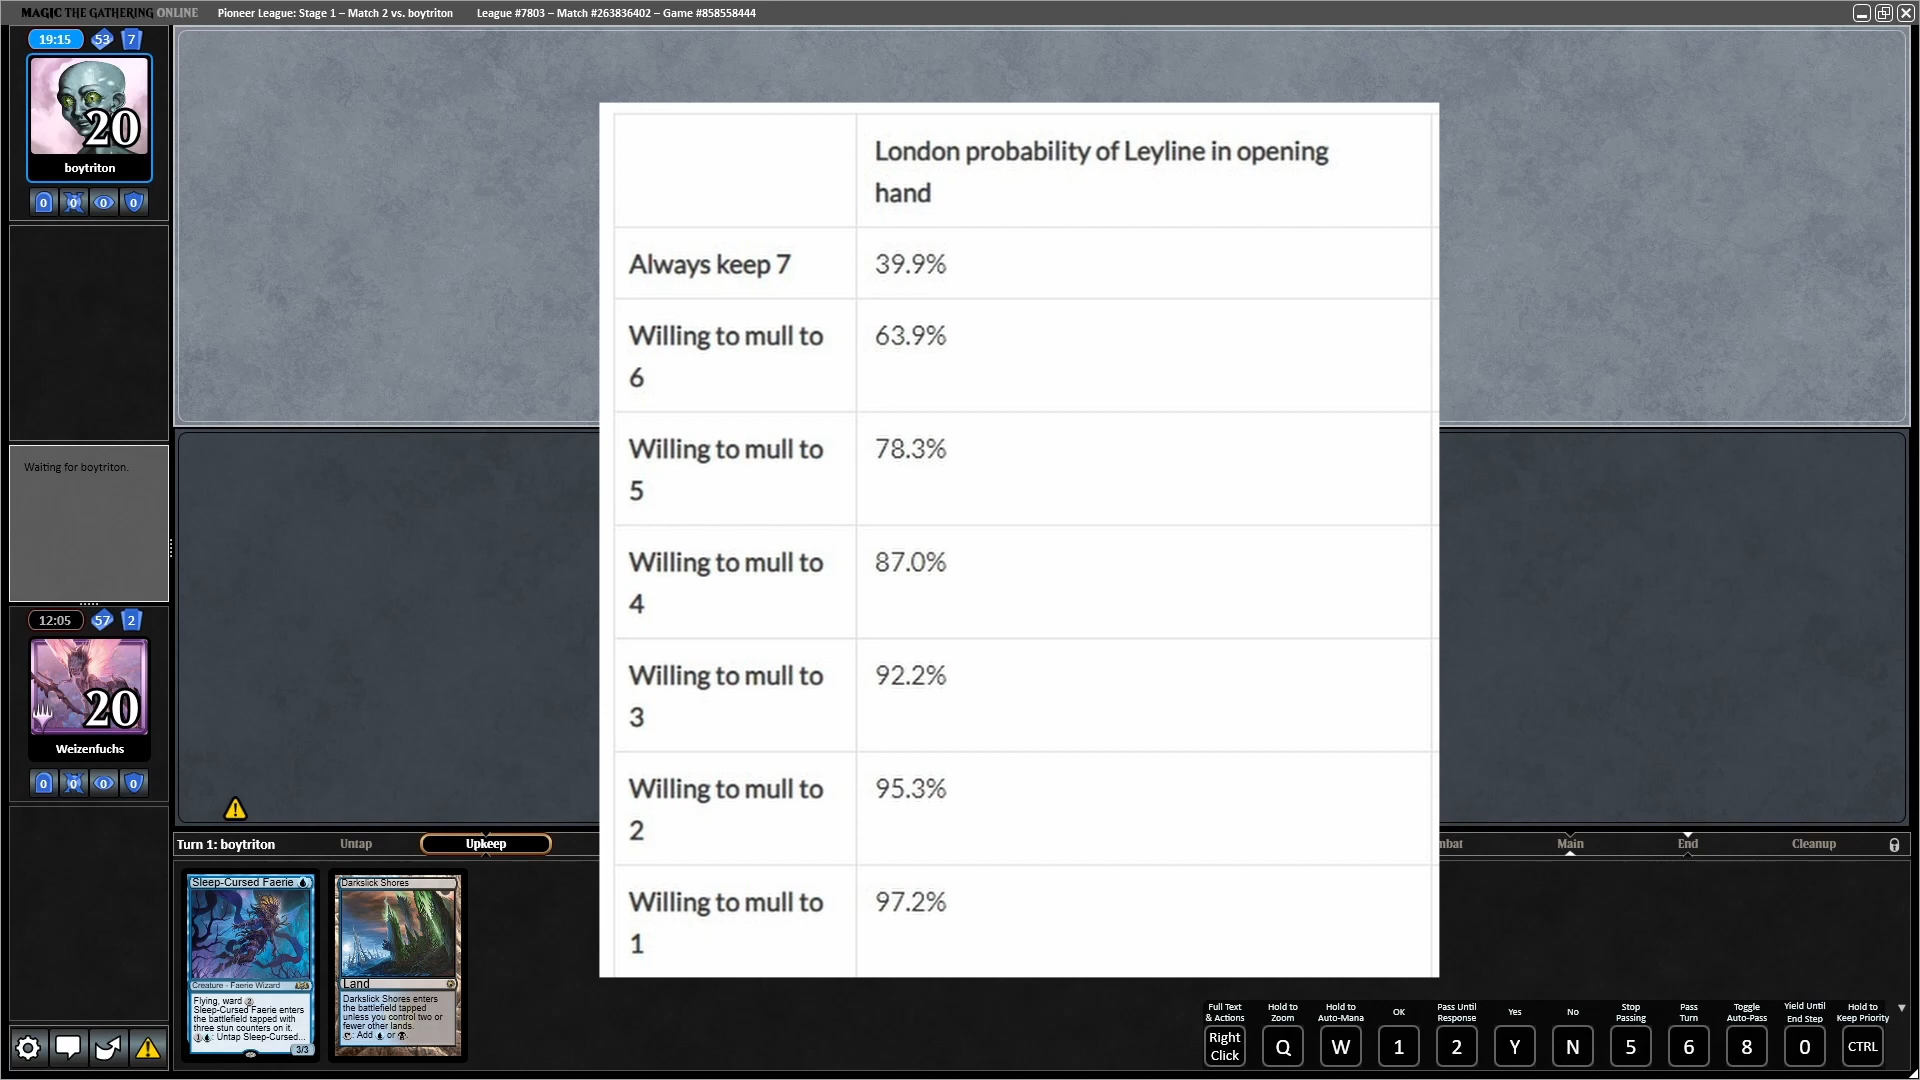 MAGIC THE GATHERING ONLINE
Pioneer League: Stage 1 – Match 2 vs. boytriton
League #7803 – Match #263836402 – Game #858558444
19:15
53
7
20
boytriton
0
0
0
0
Waiting for boytriton.
12:05
57
2
20
Weizenfuchs
0
0
0
0
London probability of Leyline in opening
hand
Always keep 7
39.9%
Willing to mull to
6
63.9%
Willing to mull to
5
78.3%
Willing to mull to
4
87.0%
Willing to mull to
3
92.2%
Willing to mull to
2
95.3%
Willing to mull to
1
97.2%
Turn 1: boytriton
Untap
Upkeep
mbat
Main
End
Cleanup
Sleep-Cursed Faerie
Creature - Faerie Wizard
Flying, ward 2
Sleep-Cursed Faerie enters
the battlefield tapped with
three stun counters on it.
1: Untap Sleep-Cursed...
3/3
Darkslick Shores
Land
Darkslick Shores enters
the battlefield tapped
unless you control two or
fewer other lands.
: Add or .
Full Text
& Actions
Right
Click
Hold to
Zoom
Q
Hold to
Auto-Mana
W
OK
1
Pass Until
Response
2
Yes
Y
No
N
Stop
Passing
5
Pass
Turn
6
Toggle
Auto-Pass
8
Yield Until
End Step
0
Hold to
Keep Priority
CTRL